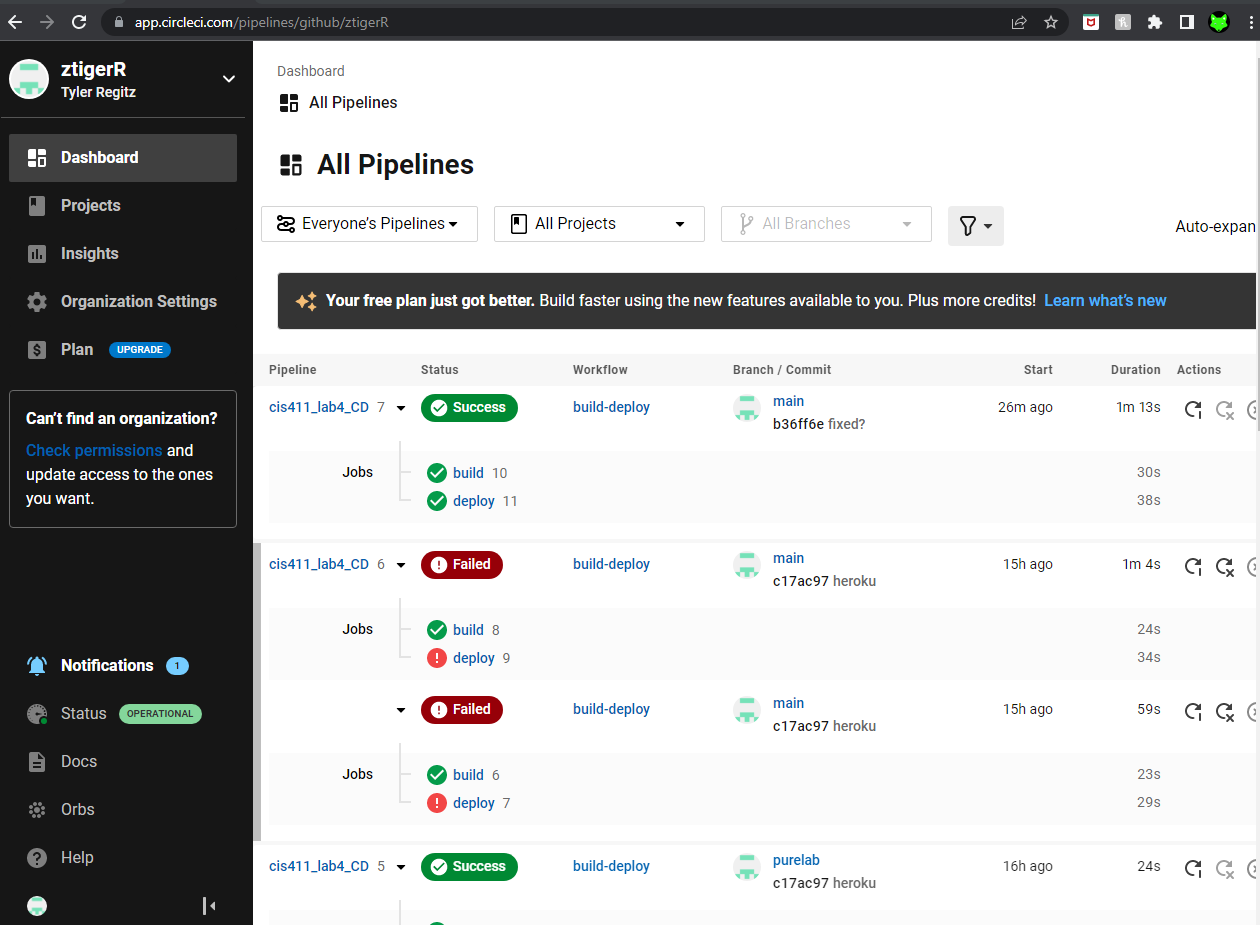 app.circleci.com/pipelines/github/ztigerR
ztigerR
Tyler Regitz
Dashboard
Projects
Insights
Organization Settings
Plan UPGRADE
Can't find an organization?
Check permissions and
update access to the ones
you want.
Notifications 1
Status OPERATIONAL
Docs
Orbs
Help
Dashboard
All Pipelines
All Pipelines
Everyone's Pipelines All Projects All Branches Auto-expan
Your free plan just got better. Build faster using the new features available to you. Plus more credits! Learn what's new
Pipeline Status Workflow Branch / Commit Start Duration Actions
cis411_lab4_CD 7 Success build-deploy main 26m ago 1m 13s
b36ff6e fixed?
Jobs build 10 30s
deploy 11 38s
cis411_lab4_CD 6 Failed build-deploy main 15h ago 1m 4s
c17ac97 heroku
Jobs build 8 24s
deploy 9 34s
Failed build-deploy main 15h ago 59s
c17ac97 heroku
Jobs build 6 23s
deploy 7 29s
cis411_lab4_CD 5 Success build-deploy purelab 16h ago 24s
c17ac97 heroku